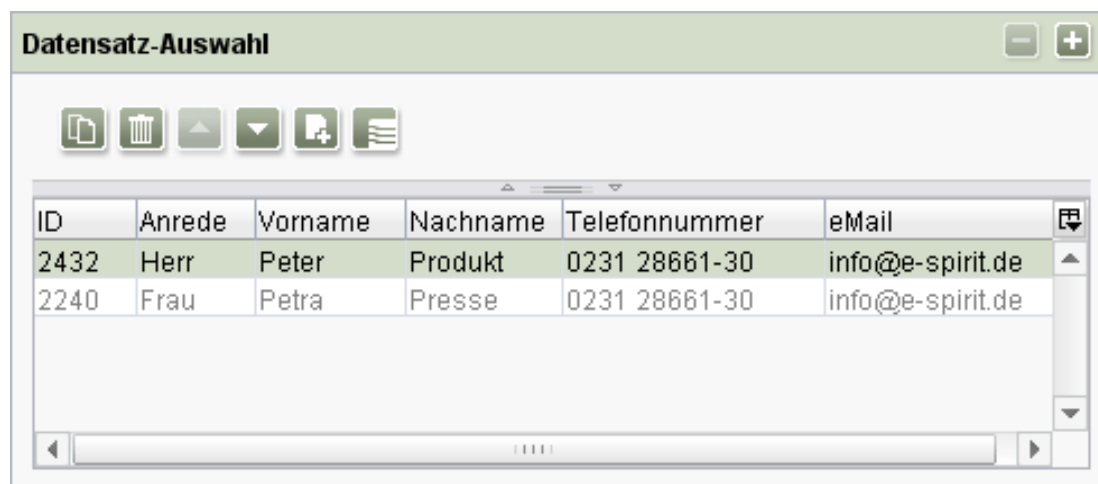 Datensatz-Auswahl
ID Anrede Vorname Nachname Telefonnummer eMail
2432 Herr Peter Produkt 0231 28661-30 info@e-spirit.de
2240 Frau Petra Presse 0231 28661-30 info@e-spirit.de